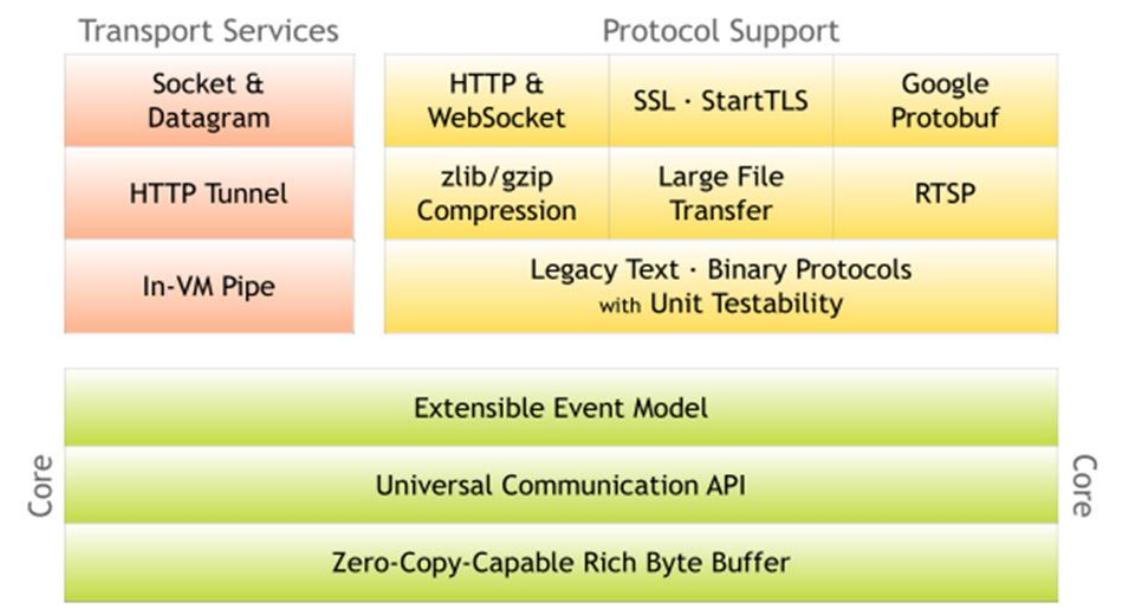 Transport Services
Socket &
Datagram
HTTP Tunnel
In-VM Pipe
Protocol Support
HTTP &
WebSocket
SSL · StartTLS
Google
Protobuf
zlib/gzip
Compression
Large File
Transfer
RTSP
Legacy Text · Binary Protocols
with Unit Testability
Core
Extensible Event Model
Universal Communication API
Zero-Copy-Capable Rich Byte Buffer
Core